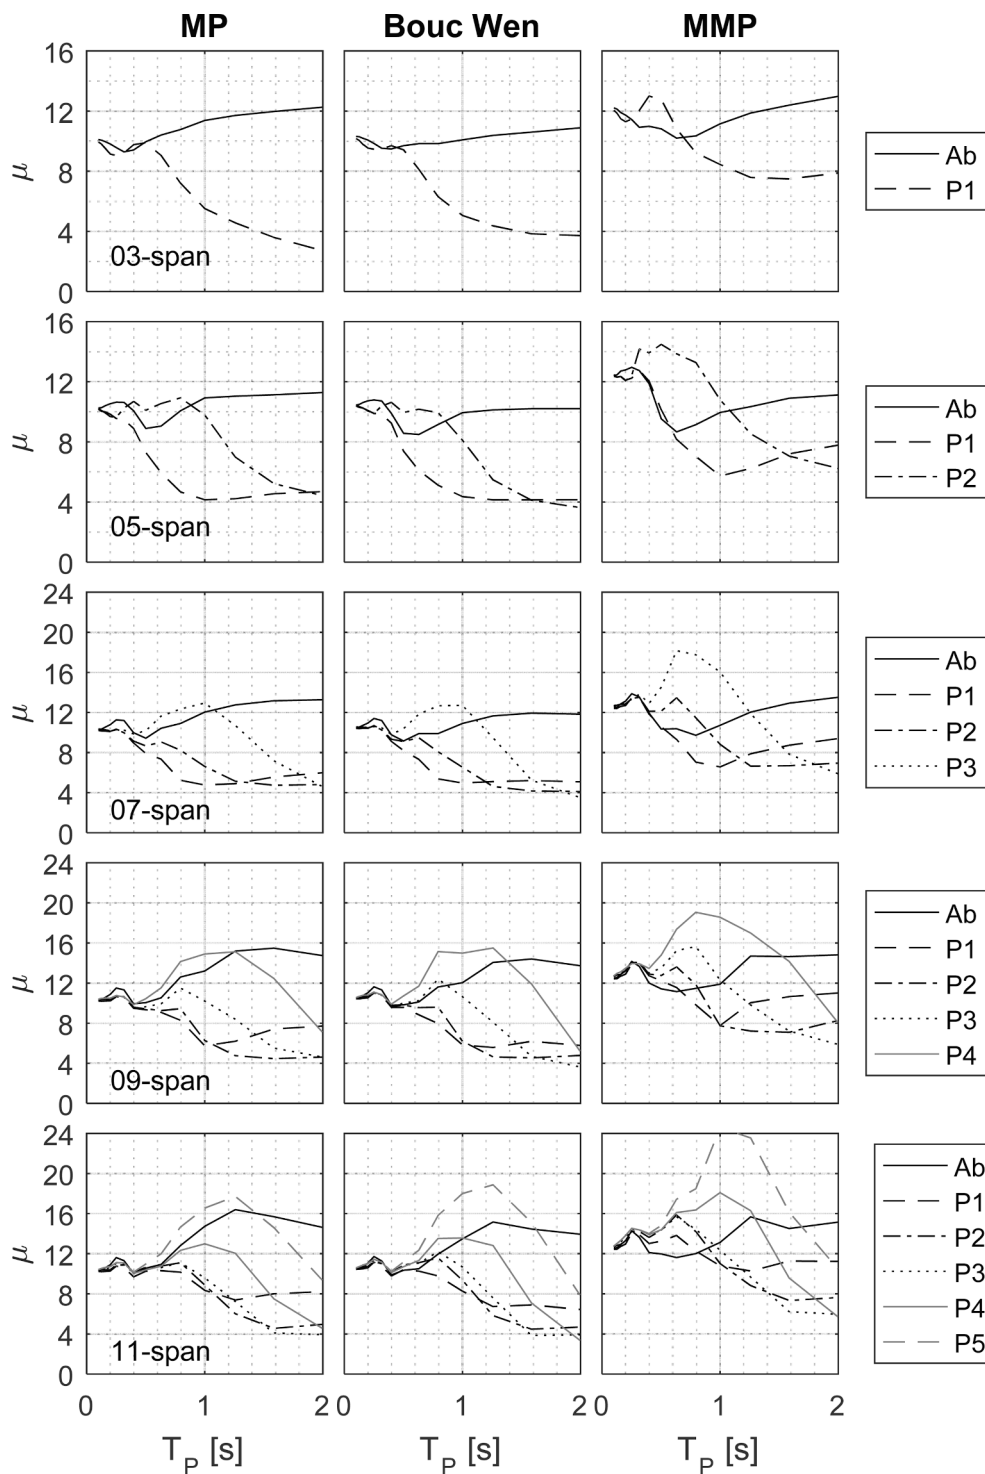 MP Bouc Wen MMP
16
12
8
4
0
μ
03-span
Ab
P1
16
12
8
4
0
μ
05-span
Ab
P1
P2
24
20
16
12
8
4
0
μ
07-span
Ab
P1
P2
P3
24
20
16
12
8
4
0
μ
09-span
Ab
P1
P2
P3
P4
24
20
16
12
8
4
0
μ
11-span
Ab
P1
P2
P3
P4
P5
0 1 2 0 1 2 0 1 2
T_P [s] T_P [s] T_P [s]